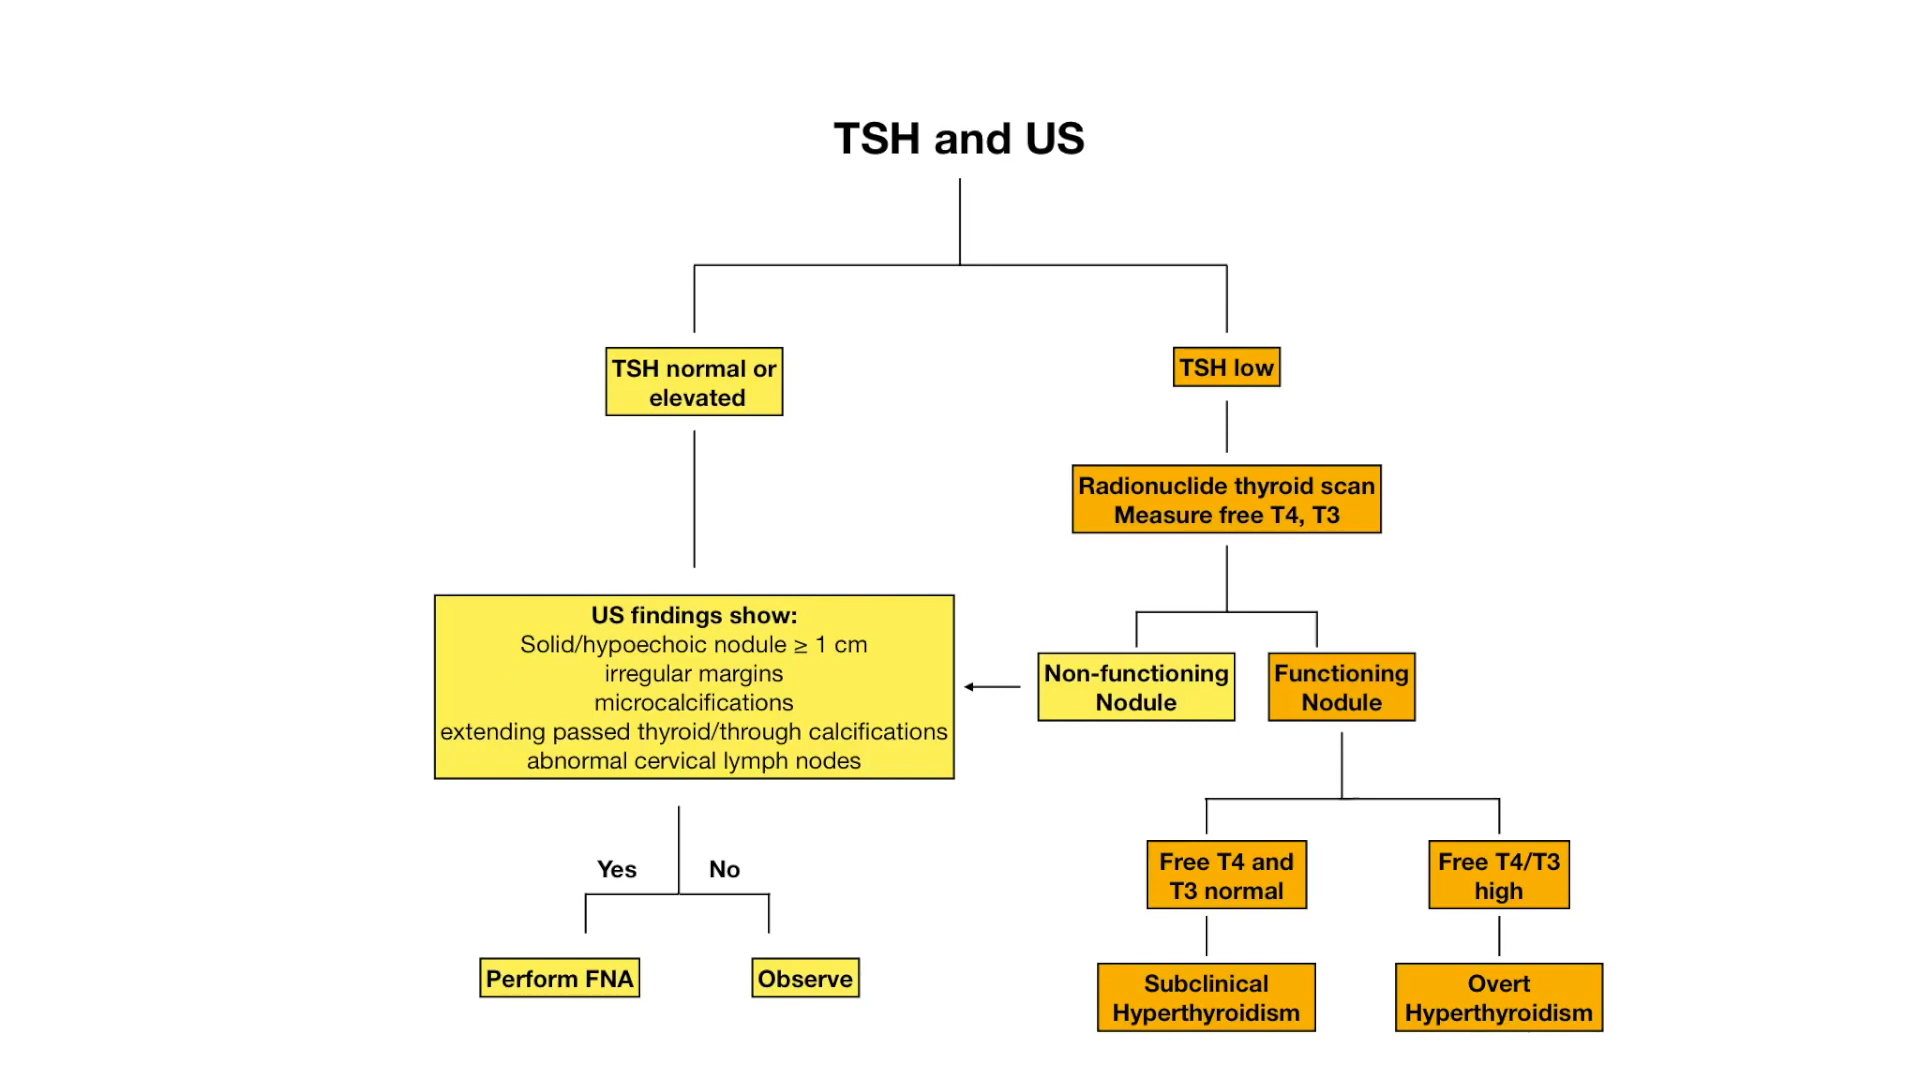 TSH and US
TSH normal or
elevated
TSH low
Radionuclide thyroid scan
Measure free T4, T3
US findings show:
Solid/hypoechoic nodule ≥ 1 cm
irregular margins
microcalcifications
extending passed thyroid/through calcifications
abnormal cervical lymph nodes
Non-functioning
Nodule
Functioning
Nodule
Yes
No
Free T4 and
T3 normal
Free T4/T3
high
Perform FNA
Observe
Subclinical
Hyperthyroidism
Overt
Hyperthyroidism